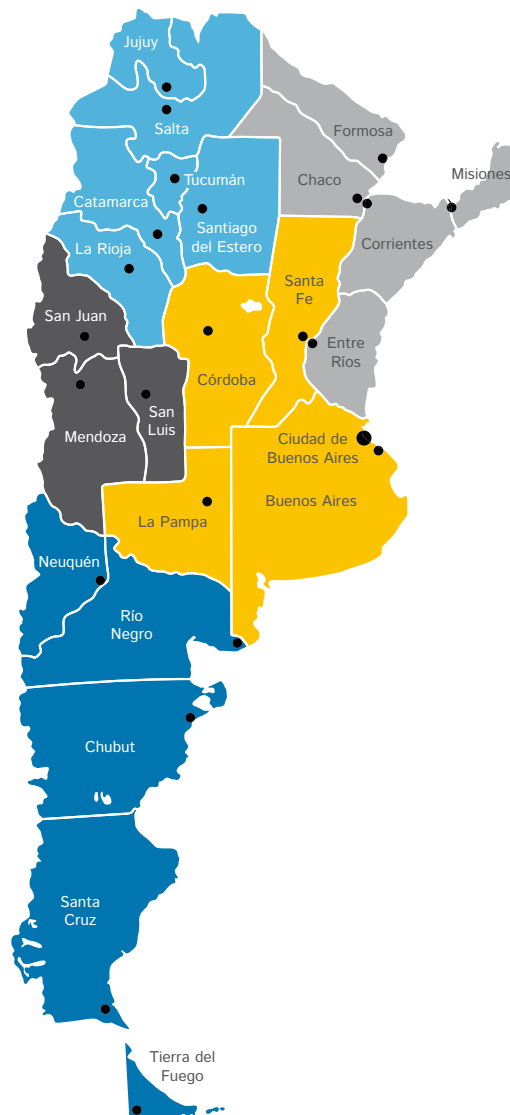 Jujuy
Salta
Formosa
Chaco
Misiones
Tucumán
Catamarca
Santiago
del Estero
Corrientes
La Rioja
Santa
Fe
San Juan
Entre
Ríos
Córdoba
San
Luis
Mendoza
Ciudad de
Buenos Aires
Buenos Aires
La Pampa
Neuquén
Río
Negro
Chubut
Santa
Cruz
Tierra del
Fuego